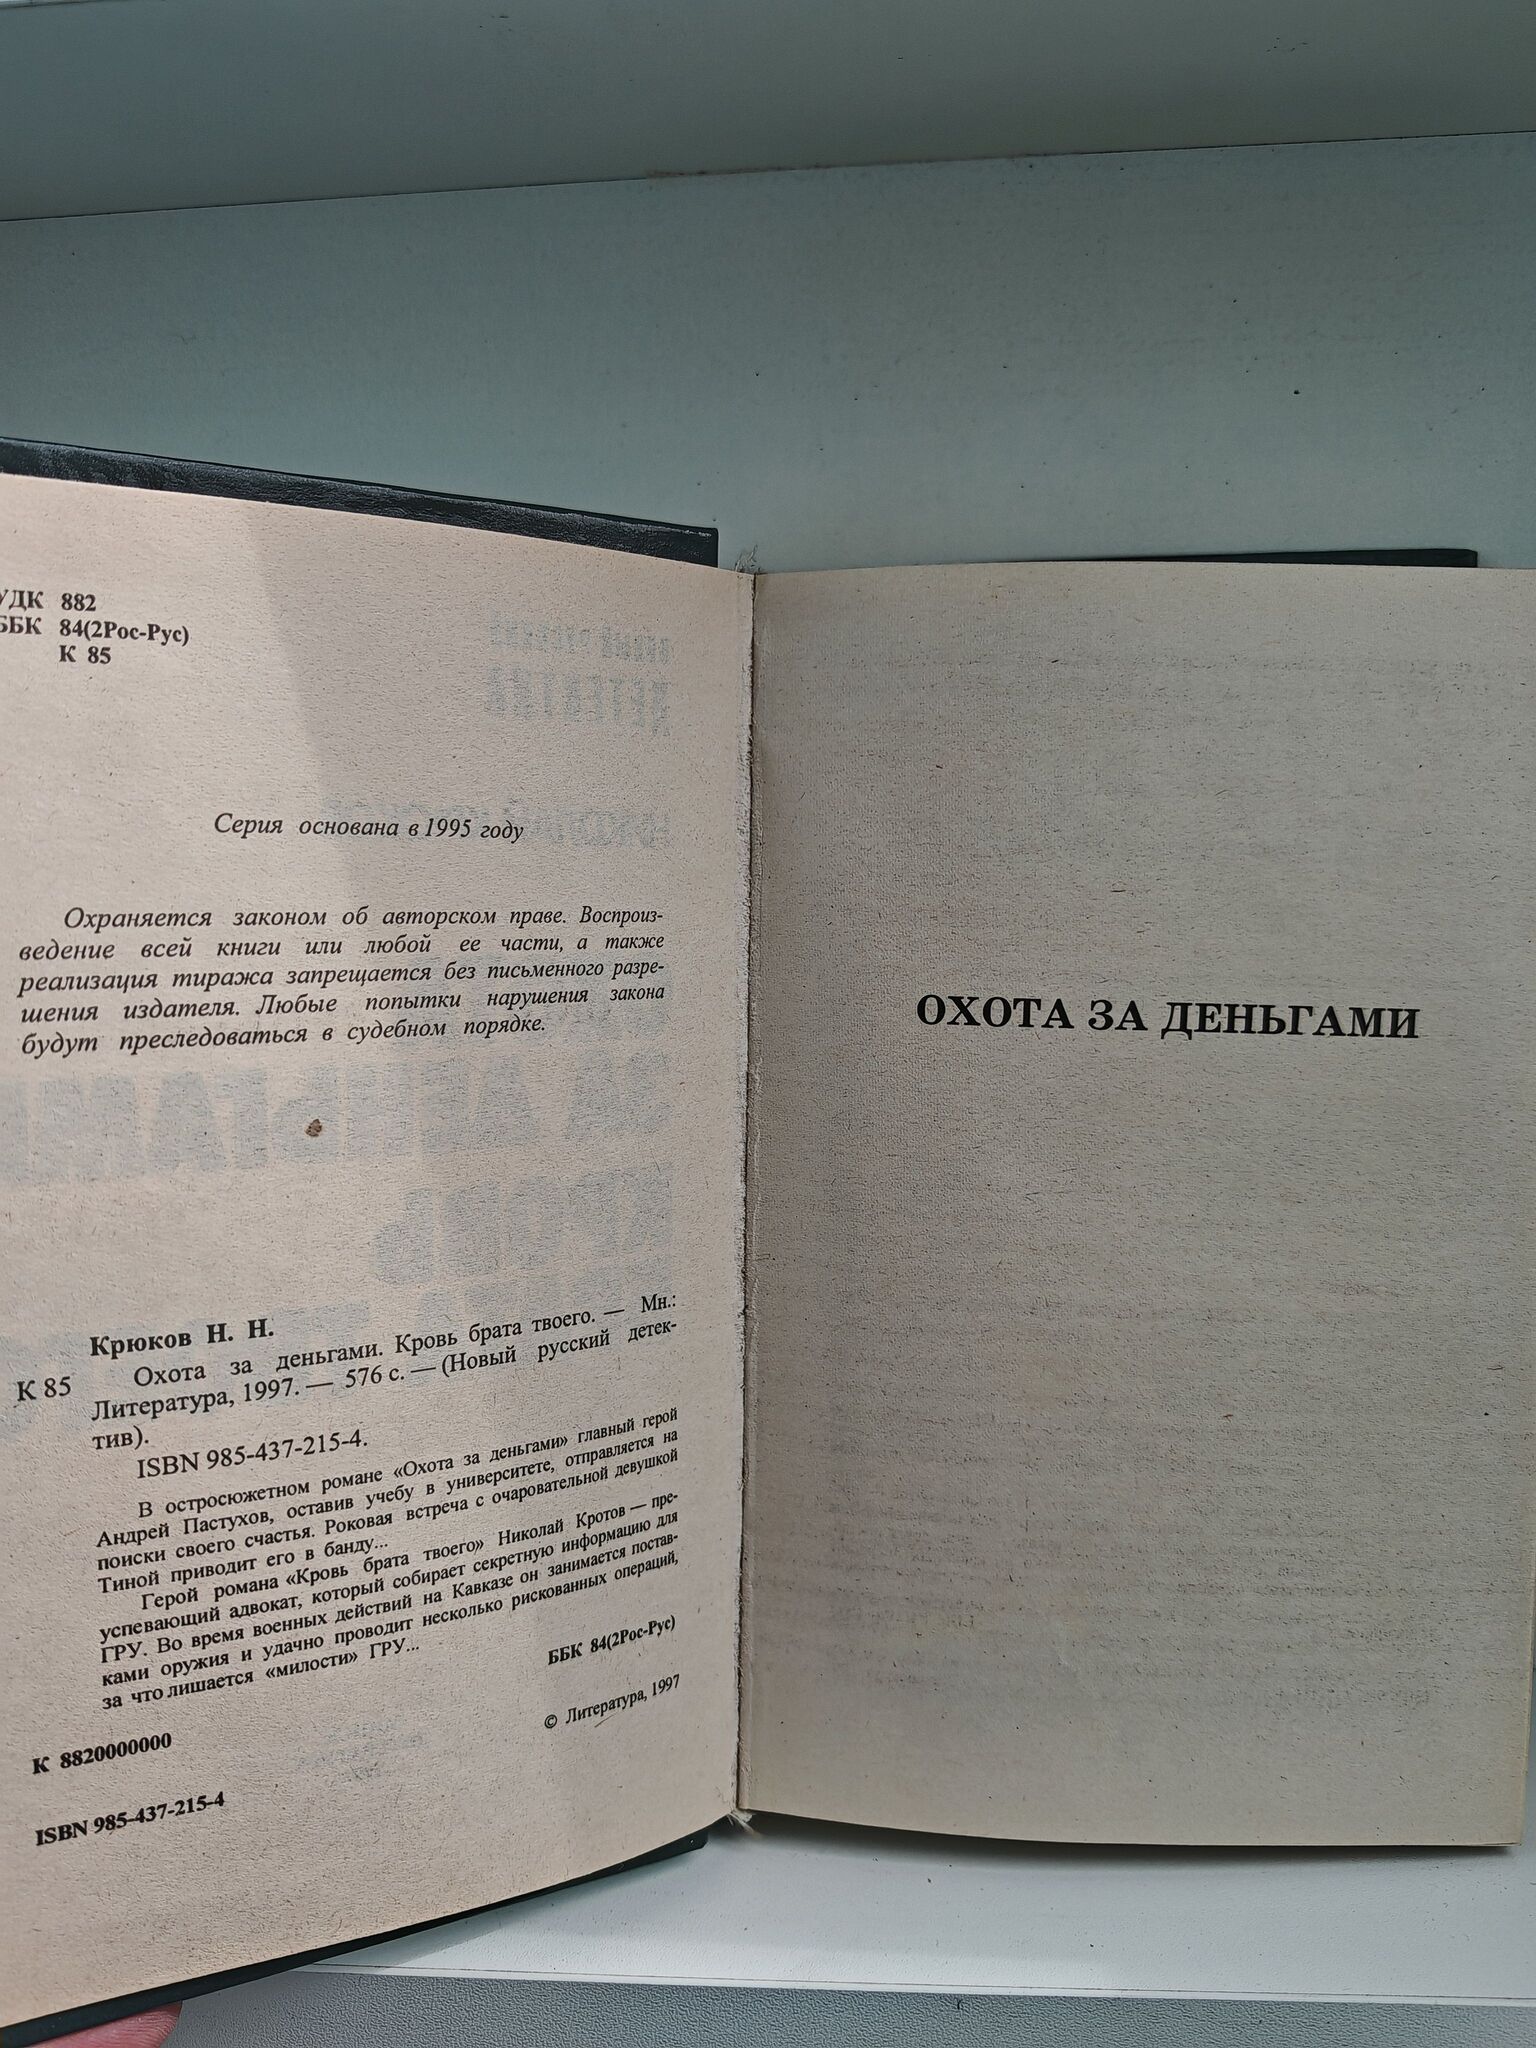 УДК 882
ББК 84(2Рос-Рус)
К 85
Серия основана в 1995 году
Охраняется законом об авторском праве. Воспроиз-
ведение всей книги или любой ее части, а также
реализация тиража запрещается без письменного разре-
шения издателя. Любые попытки нарушения закона
будут преследоваться в судебном порядке.
Крюков Н. Н.
К 85 Охота за деньгами. Кровь брата твоего. — Мн.:
Литература, 1997. — 576 с. — (Новый русский детек-
тив).
ISBN 985-437-215-4.
В остросюжетном романе «Охота за деньгами» главный герой
Андрей Пастухов, оставив учебу в университете, отправляется на
поиски своего счастья. Роковая встреча с очаровательной девушкой
Тиной приводит его в банду...
Герой романа «Кровь брата твоего» Николай Кротов — пре-
успевающий адвокат, который собирает секретную информацию для
ГРУ. Во время военных действий на Кавказе он занимается постав-
ками оружия и удачно проводит несколько рискованных операций,
за что лишается «милости» ГРУ...
ББК 84(2Рос-Рус)
К 8820000000
© Литература, 1997
ISBN 985-437-215-4
ОХОТА ЗА ДЕНЬГАМИ